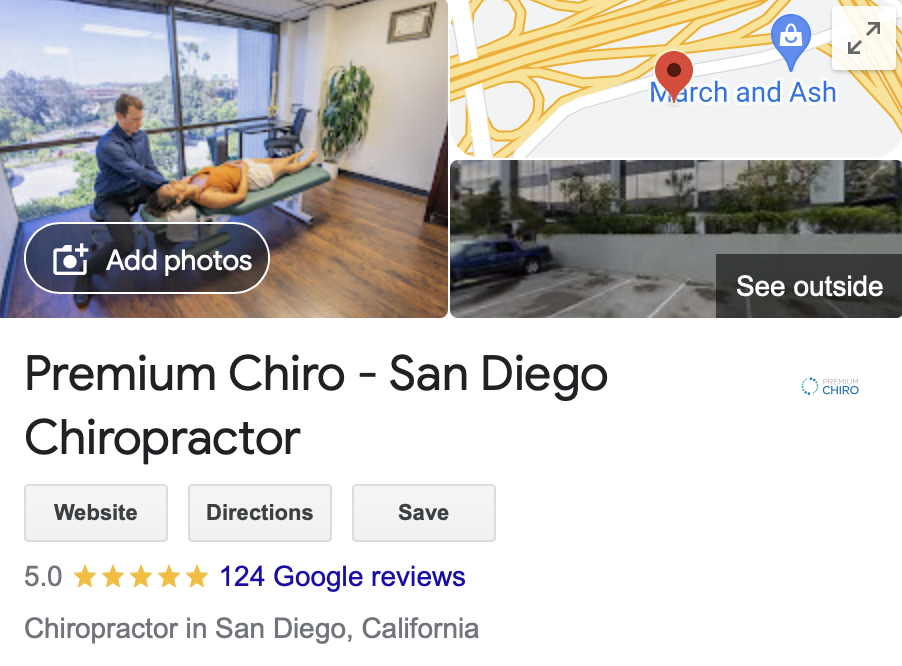 March and Ash
Add photos
See outside
Premium Chiro - San Diego
Chiropractor
PREMIUM
CHIRO
Website
Directions
Save
5.0
124 Google reviews
Chiropractor in San Diego, California